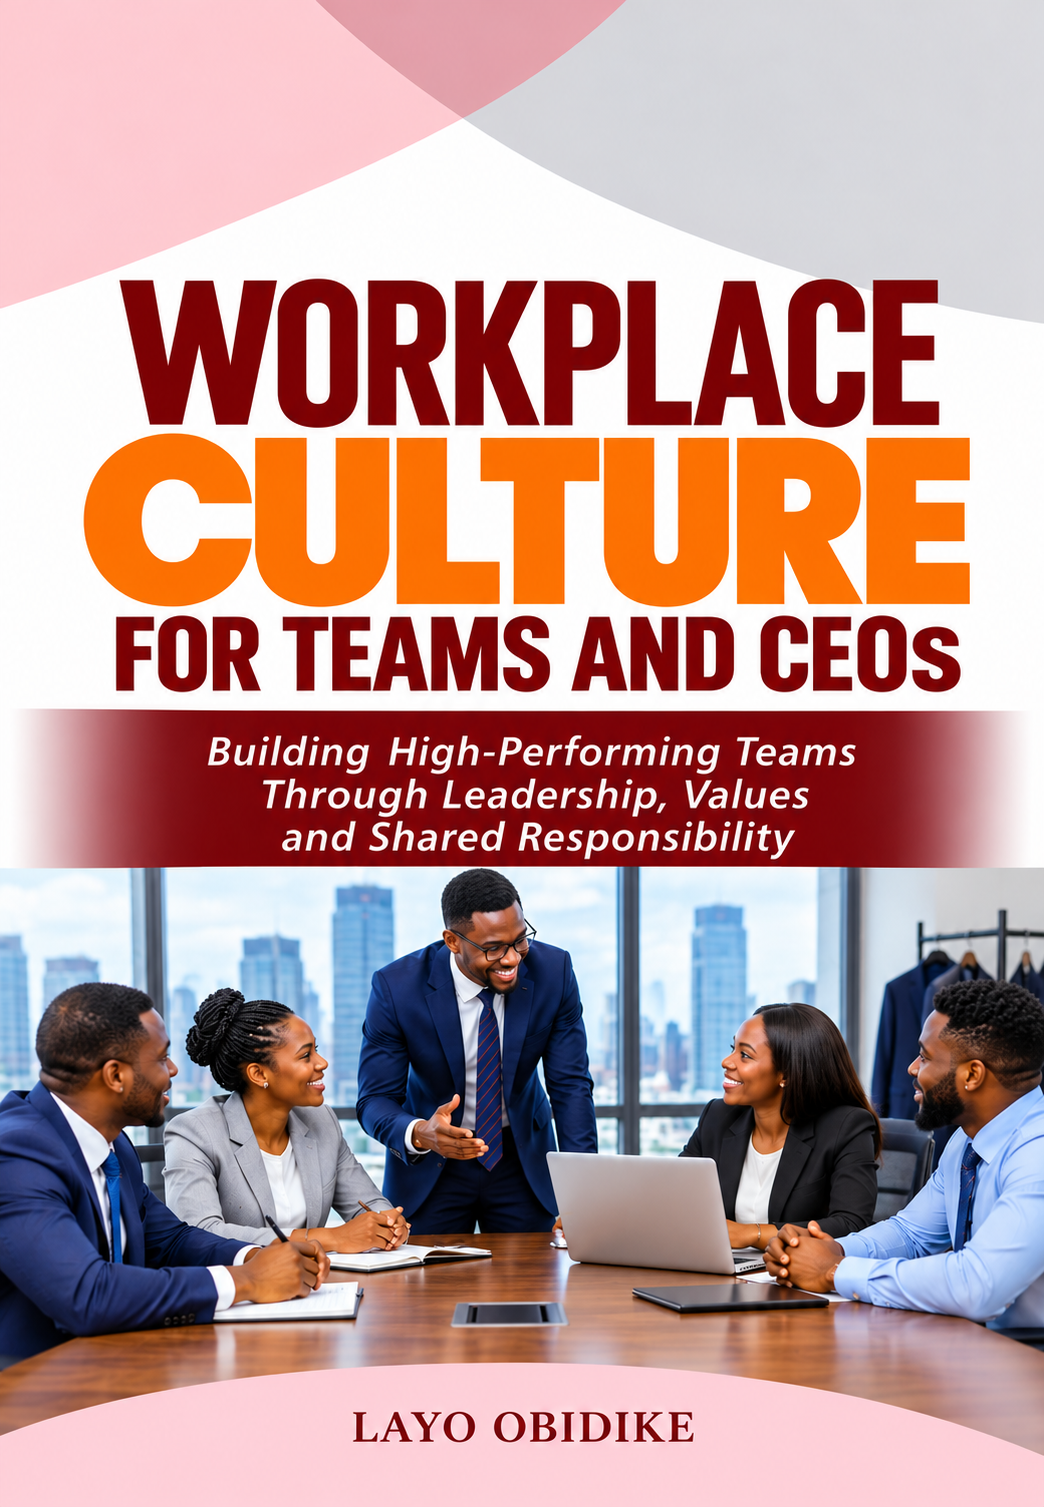 WORKPLACE
CULTURE
FOR TEAMS AND CEOs
Building High-Performing Teams
Through Leadership, Values
and Shared Responsibility
LAYO OBIDIKE